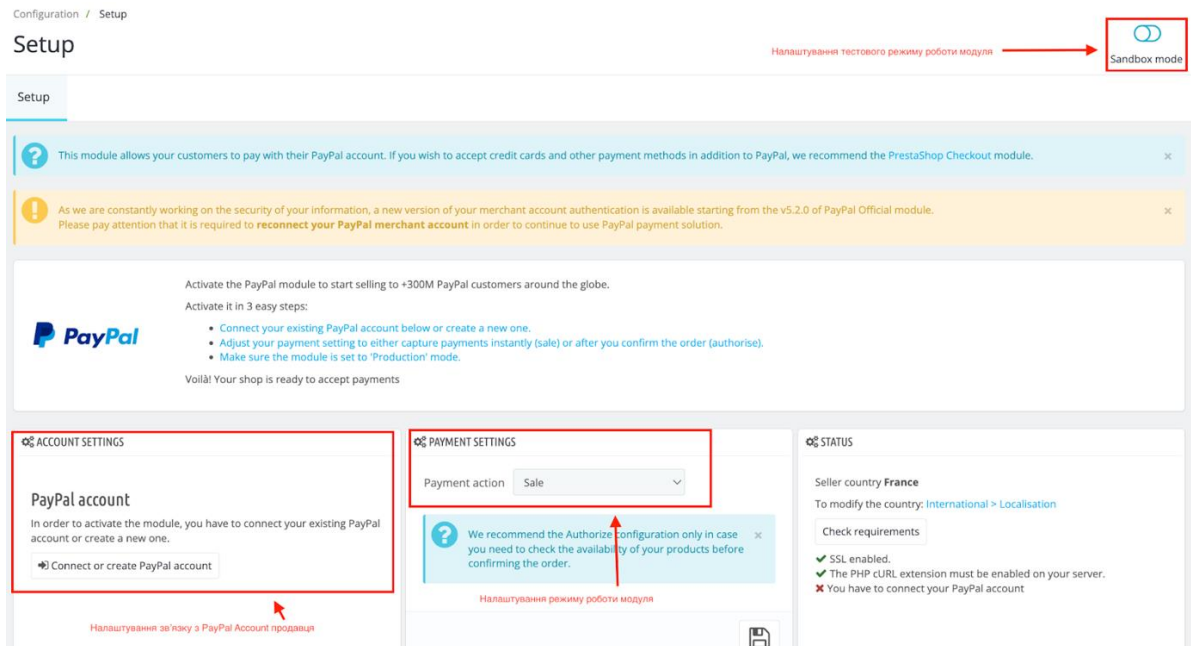 Configuration / Setup
Setup
Налаштування тестового режиму роботи модуля
Sandbox mode
Setup
This module allows your customers to pay with their PayPal account. If you wish to accept credit cards and other payment methods in addition to PayPal, we recommend the PrestaShop Checkout module.
As we are constantly working on the security of your information, a new version of your merchant account authentication is available starting from the v5.2.0 of PayPal Official module.
Please pay attention that it is required to reconnect your PayPal merchant account in order to continue to use PayPal payment solution.
Activate the PayPal module to start selling to +300M PayPal customers around the globe.
Activate it in 3 easy steps:
PayPal
• Connect your existing PayPal account below or create a new one.
• Adjust your payment setting to either capture payments instantly (sale) or after you confirm the order (authorise).
• Make sure the module is set to 'Production' mode.
Voilà! Your shop is ready to accept payments
ACCOUNT SETTINGS
PayPal account
In order to activate the module, you have to connect your existing PayPal
account or create a new one.
Connect or create PayPal account
Налаштування зв'язку з PayPal Account продавця
PAYMENT SETTINGS
Payment action Sale
We recommend the Authorize configuration only in case
you need to check the availability of your products before
confirming the order.
Налаштування режиму роботи модуля
STATUS
Seller country France
To modify the country: International > Localisation
Check requirements
SSL enabled.
The PHP cURL extension must be enabled on your server.
You have to connect your PayPal account